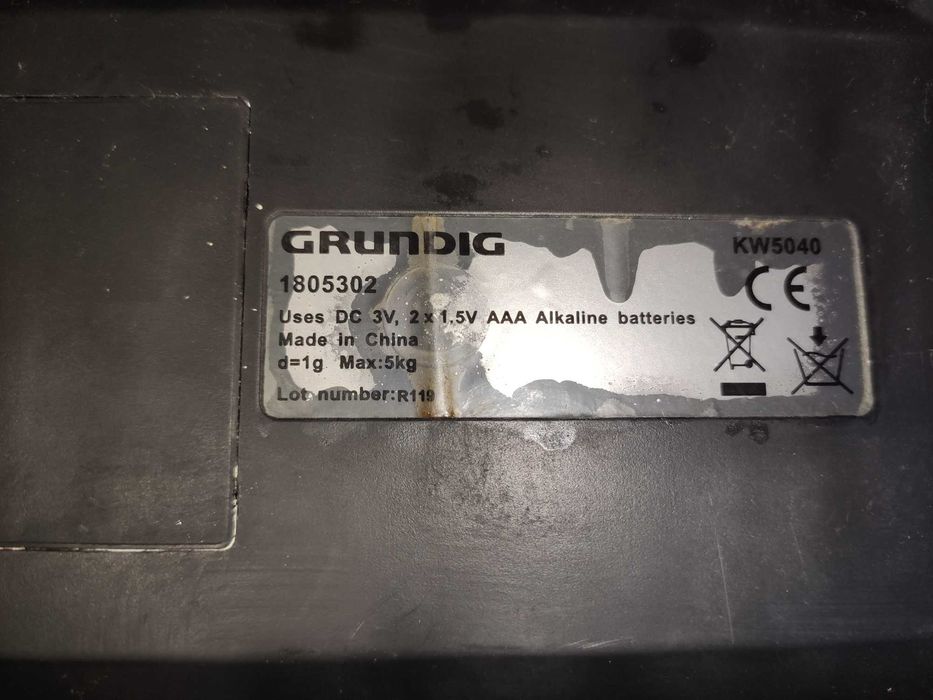 GRUNDIG KW5040
1805302 CE
Uses DC 3V, 2 x 1,5V AAA Alkaline batteries
Made in China
d=1g Max:5kg
Lot number:R119